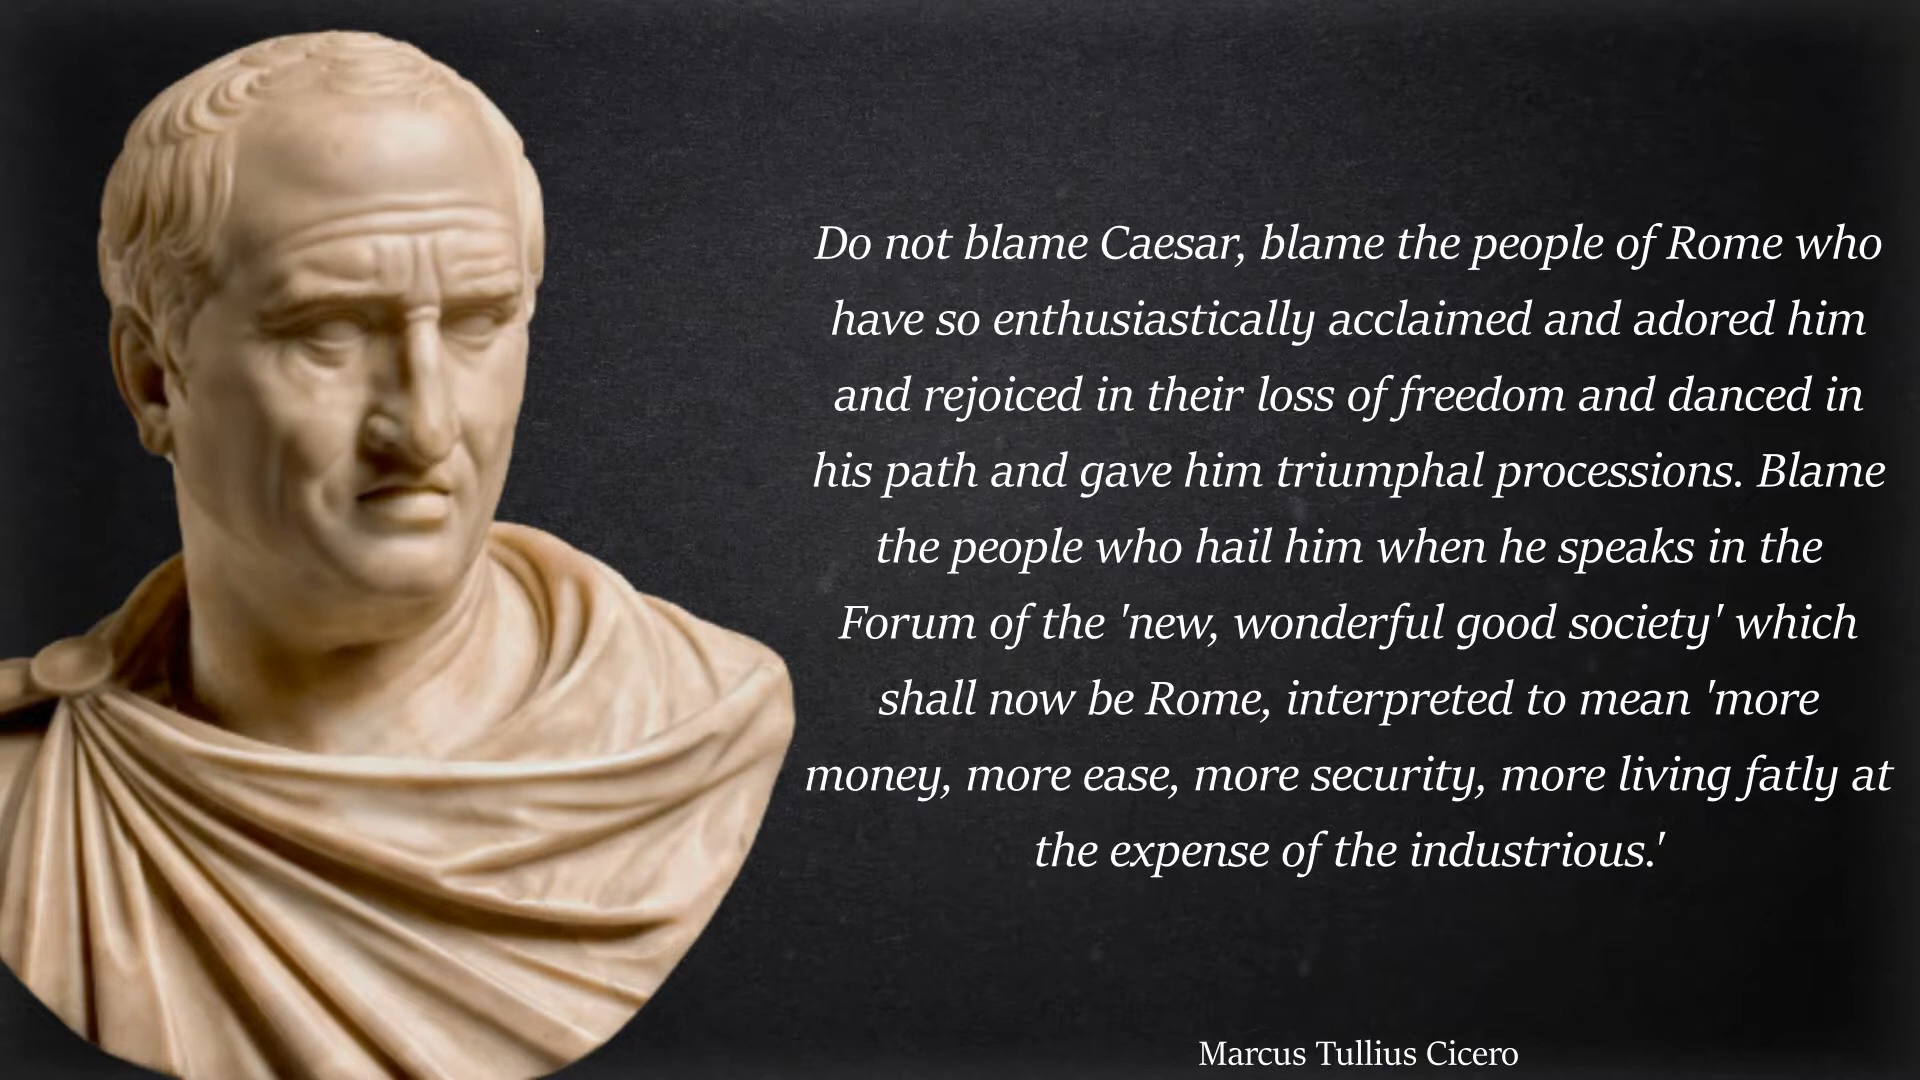 Do not blame Caesar, blame the people of Rome who
have so enthusiastically acclaimed and adored him
and rejoiced in their loss of freedom and danced in
his path and gave him triumphal processions. Blame
the people who hail him when he speaks in the
Forum of the 'new, wonderful good society' which
shall now be Rome, interpreted to mean 'more
money, more ease, more security, more living fatly at
the expense of the industrious.'
Marcus Tullius Cicero